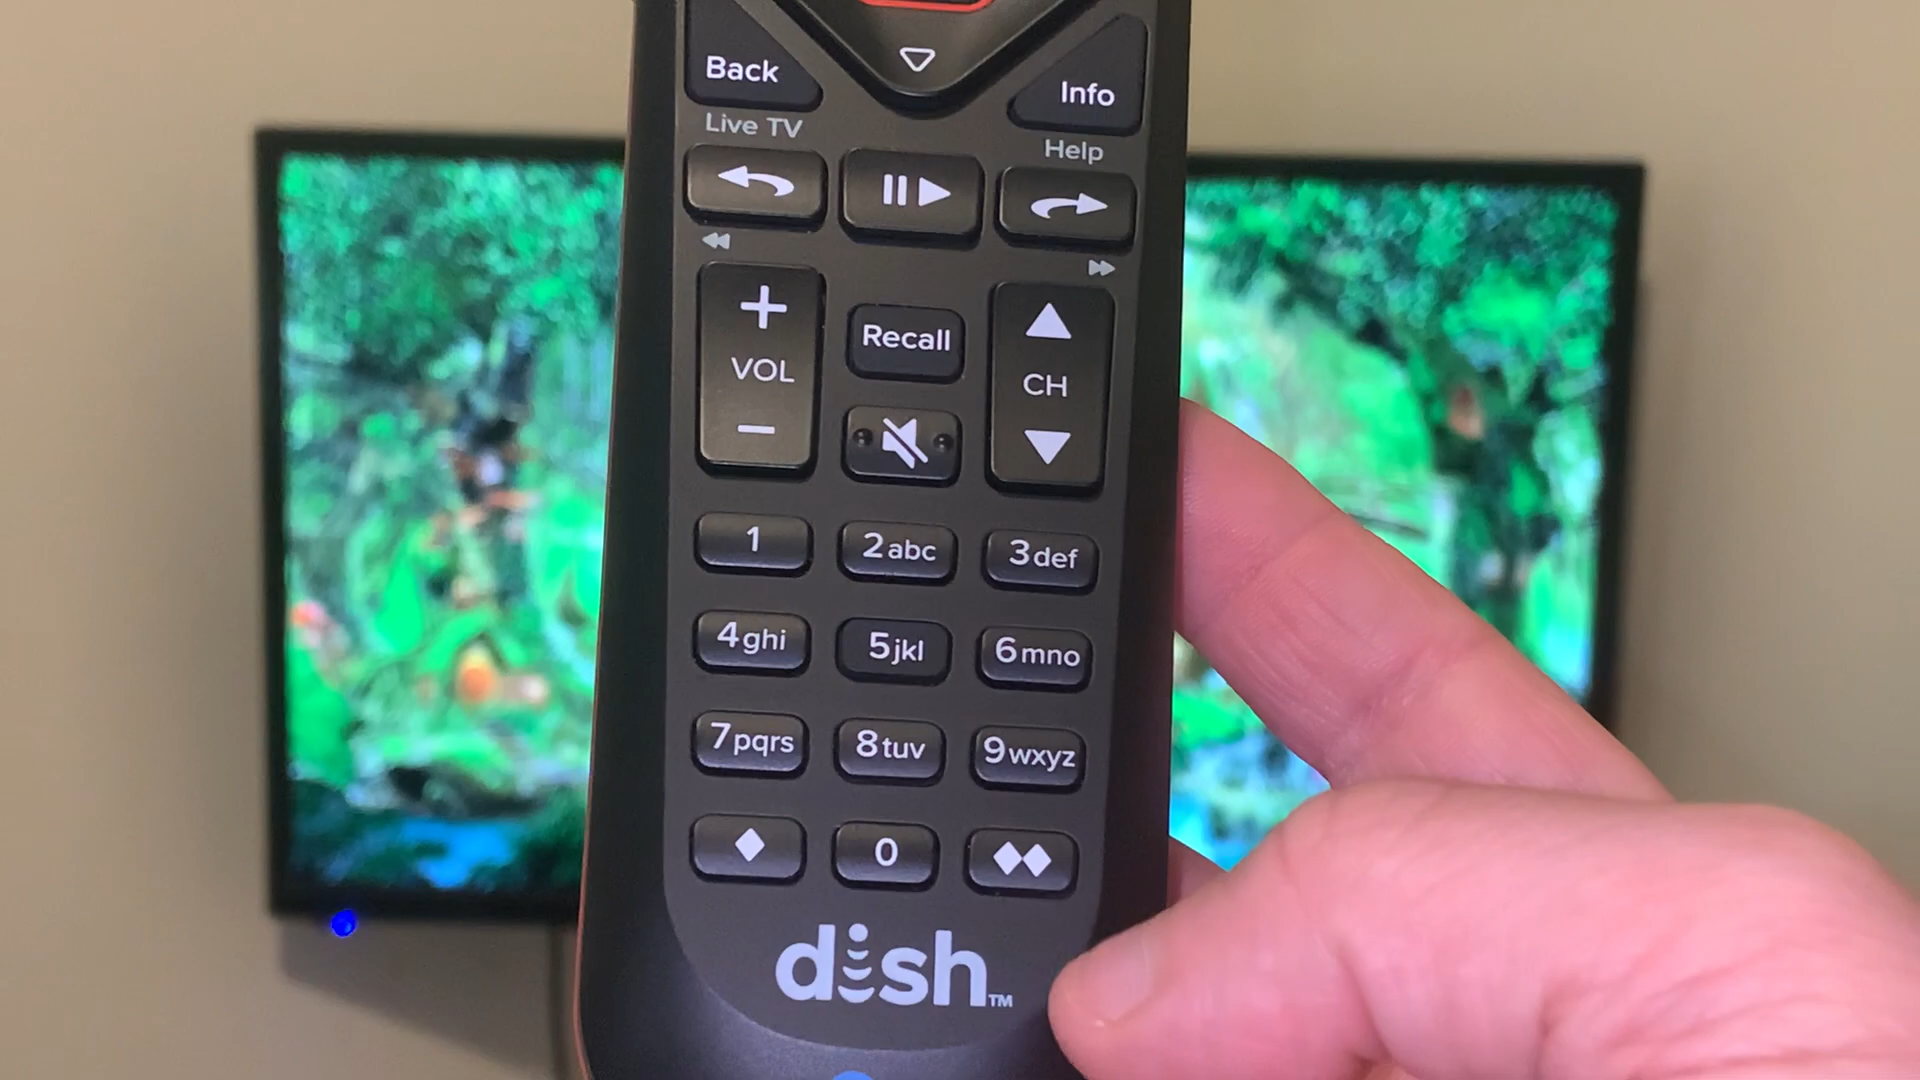 Back
Info
Live TV
Help
VOL
Recall
CH
1
2abc
3def
4ghi
5jkl
6mno
7pqrs
8tuv
9wxyz
0
dish™